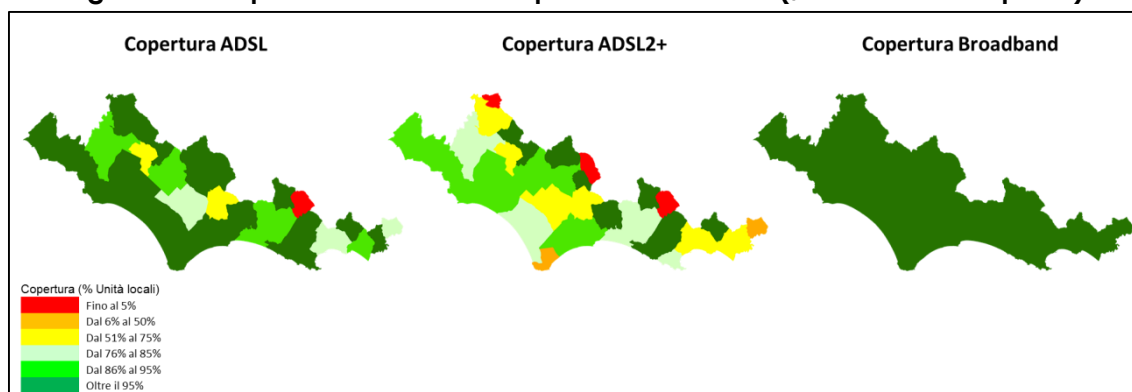 Copertura ADSL
Copertura ADSL2+
Copertura Broadband
Copertura (% Unità locali)
Fino al 5%
Dal 6% al 50%
Dal 51% al 75%
Dal 76% al 85%
Dal 86% al 95%
Oltre il 95%